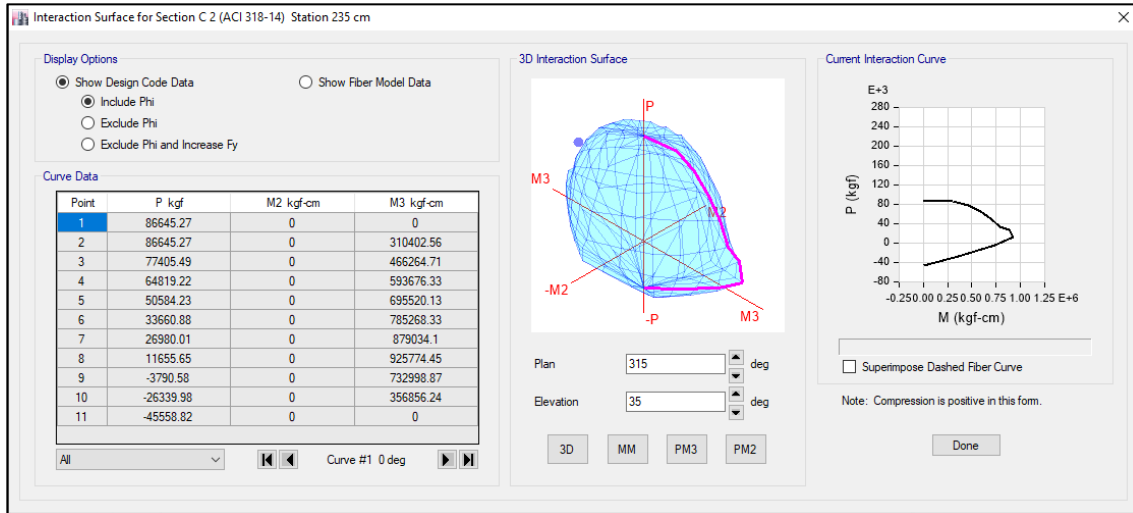 Interaction Surface for Section C 2 (ACI 318-14) Station 235 cm
Display Options
Show Design Code Data
Show Fiber Model Data
Include Phi
Exclude Phi
Exclude Phi and Increase Fy
Curve Data
Point P kgf M2 kgf-cm M3 kgf-cm
1 86645.27 0 0
2 86645.27 0 310402.56
3 77405.49 0 466264.71
4 64819.22 0 593676.33
5 50584.23 0 695520.13
6 33660.88 0 785268.33
7 26980.01 0 879034.1
8 11655.65 0 925774.45
9 -3790.58 0 732998.87
10 -26339.98 0 356856.24
11 -45558.82 0 0
All
Curve #1 0 deg
3D Interaction Surface
P
M3
M2
-M2
-P
M3
Plan 315 deg
Elevation 35 deg
3D MM PM3 PM2
Current Interaction Curve
E+3
280
240
200
160
120
80
40
0
-40
-80
P (kgf)
-0.25 0.00 0.25 0.50 0.75 1.00 1.25 E+6
M (kgf-cm)
Superimpose Dashed Fiber Curve
Note: Compression is positive in this form.
Done